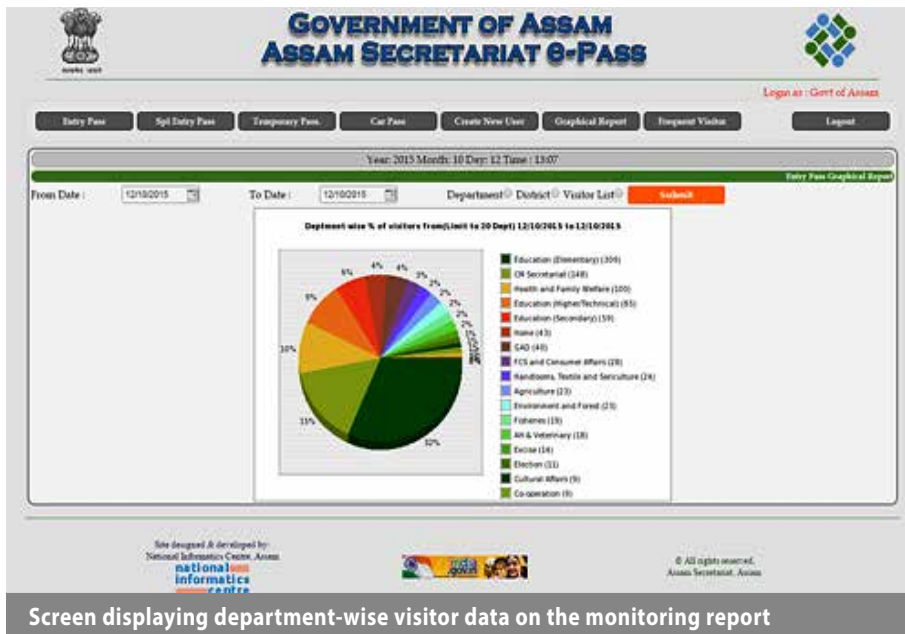 GOVERNMENT OF ASSAM
ASSAM SECRETARIAT e-PASS
Logon as : Govt of Assam
Entry Pass
Spl Entry Pass
Temporary Pass
Car Pass
Create New User
Graphical Report
Frequent Visitor
Logout
Year: 2015 Month: 10 Day: 12 Time : 13:07
Entry Pass Graphical Report
From Date : 12/10/2015 To Date : 12/10/2015 Department District Visitor List Submit
Deptment wise % of visitors from(Limit to 20 Dept) 12/10/2015 to 12/10/2015
4%
4%
6%
3%
2%
2%
9%
2%
10%
15%
32%
Education (Elementary) (309)
CM Secretariat (148)
Health and Family Welfare (100)
Education (Higher/Technical) (85)
Education (Secondary) (59)
Home (43)
GAD (40)
FCS and Consumer Affairs (28)
Handlooms, Textile and Sericulture (24)
Agriculture (23)
Environment and Forest (23)
Fisheries (19)
AH & Veterinary (18)
Excise (14)
Election (11)
Cultural Affairs (9)
Co-operation (9)
Site designed & developed by:
National Informatics Centre, Assam
national
informatics
centre
india
.gov.in
© All rights reserved.
Assam Secretariat, Assam
Screen displaying department-wise visitor data on the monitoring report